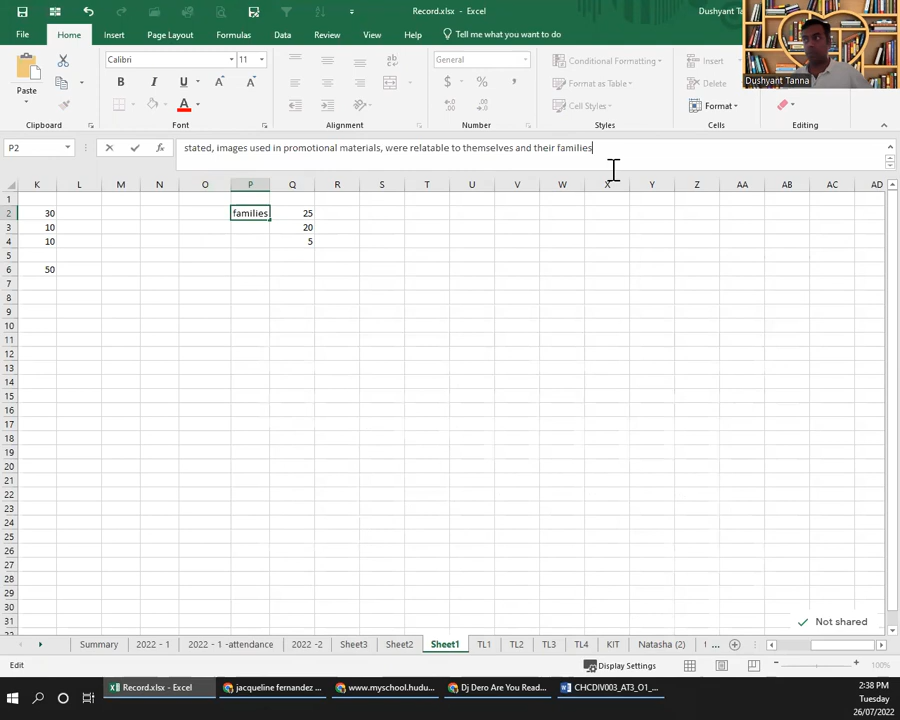 Record.xlsx - Excel
Dushyant Ta
File Home Insert Page Layout Formulas Data Review View Help Tell me what you want to do
Paste
Calibri 11
B I U
A A
A
ab
General
$ % ,
Conditional Formatting
Format as Table
Cell Styles
Insert
Delete
Format
Dushyant Tanna
Clipboard Font Alignment Number Styles Cells Editing
P2 fx stated, images used in promotional materials, were relatable to themselves and their families
K L M N O P Q R S T U V W X Y Z AA AB AC AD
1
2 30 families 25
3 10 20
4 10 5
5
6 50
7
8
9
10
11
12
13
14
15
16
17
18
19
20
21
22
23
24
25
26
27
28
29
30
31
32
Not shared
Summary 2022 - 1 2022 - 1 -attendance 2022 -2 Sheet3 Sheet2 Sheet1 TL1 TL2 TL3 TL4 KIT Natasha (2) ...
Edit Display Settings 100%
Record.xlsx - Excel jacqueline fernandez ... www.myschool.hudu... Dj Dero Are You Read... CHCDIV003_AT3_O1_... 2:38 PM
Tuesday
26/07/2022